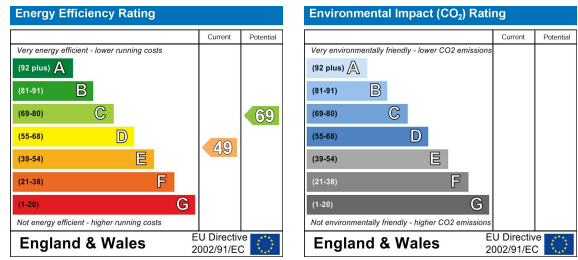 Energy Efficiency Rating
Current Potential
Very energy efficient - lower running costs
(92 plus) A
(81-91) B
(69-80) C
(55-68) D
(39-54) E
(21-38) F
(1-20) G
49
69
Not energy efficient - higher running costs
England & Wales
EU Directive
2002/91/EC
Environmental Impact (CO2) Rating
Current Potential
Very environmentally friendly - lower CO2 emissions
(92 plus) A
(81-91) B
(69-80) C
(55-68) D
(39-54) E
(21-38) F
(1-20) G
Not environmentally friendly - higher CO2 emissions
England & Wales
EU Directive
2002/91/EC